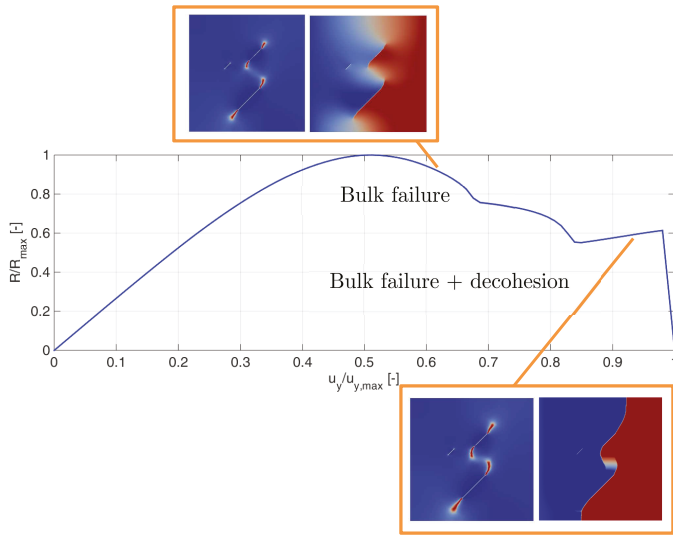 1
0.8
0.6
0.4
0.2
0
R/R_max [-]
Bulk failure
Bulk failure + decohesion
0 0.1 0.2 0.3 0.4 0.5 0.6 0.7 0.8 0.9 1
u_y/u_y,max [-]